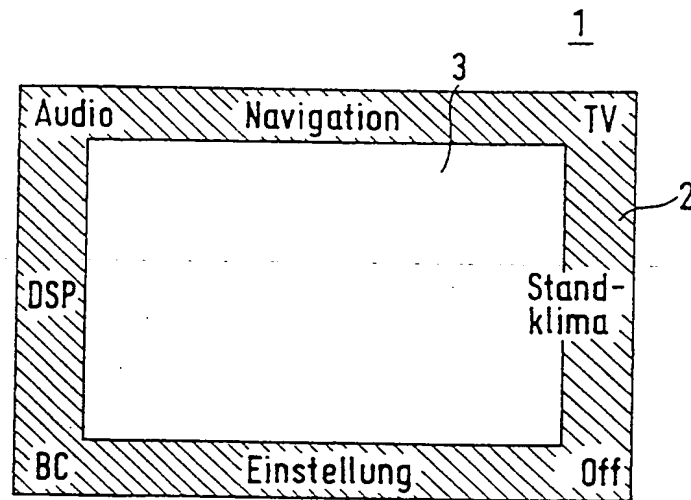 1
3
Audio Navigation TV
2
DSP
Stand-
klima
BC Einstellung Off